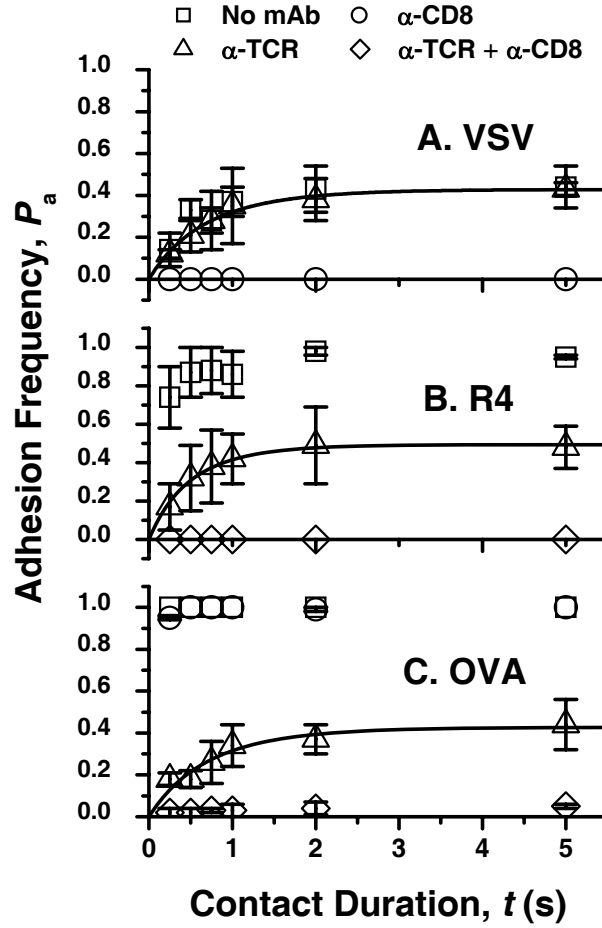 No mAb α-CD8
α-TCR α-TCR + α-CD8
1.0
0.8
0.6
0.4
0.2
0.0
A. VSV
1.0
0.8
0.6
0.4
0.2
0.0
B. R4
1.0
0.8
0.6
0.4
0.2
0.0
C. OVA
0 1 2 3 4 5
Adhesion Frequency, Pa
Contact Duration, t (s)